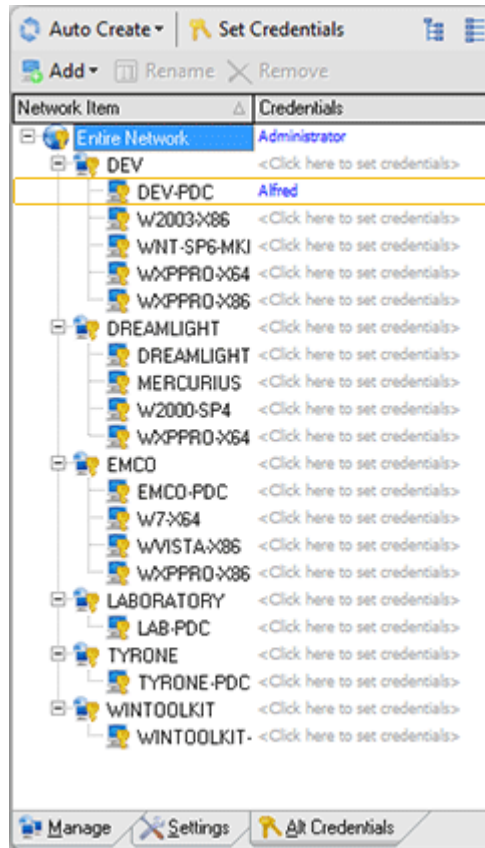 Auto Create Set Credentials
Add Rename Remove
Network Item Credentials
Entire Network Administrator
DEV <Click here to set credentials>
DEV-PDC Alfred
W2003-X86 <Click here to set credentials>
WNT-SP6-MKI <Click here to set credentials>
WXPPRO-X64 <Click here to set credentials>
WXPPRO-X86 <Click here to set credentials>
DREAMLIGHT <Click here to set credentials>
DREAMLIGHT <Click here to set credentials>
MERCURIUS <Click here to set credentials>
W2000-SP4 <Click here to set credentials>
WXPPRO-X64 <Click here to set credentials>
EMCO <Click here to set credentials>
EMCO-PDC <Click here to set credentials>
W7-X64 <Click here to set credentials>
WVISTA-X86 <Click here to set credentials>
WXPPRO-X86 <Click here to set credentials>
LABORATORY <Click here to set credentials>
LAB-PDC <Click here to set credentials>
TYRONE <Click here to set credentials>
TYRONE-PDC <Click here to set credentials>
WINTOOLKIT <Click here to set credentials>
WINTOOLKIT- <Click here to set credentials>
Manage Settings Alt Credentials